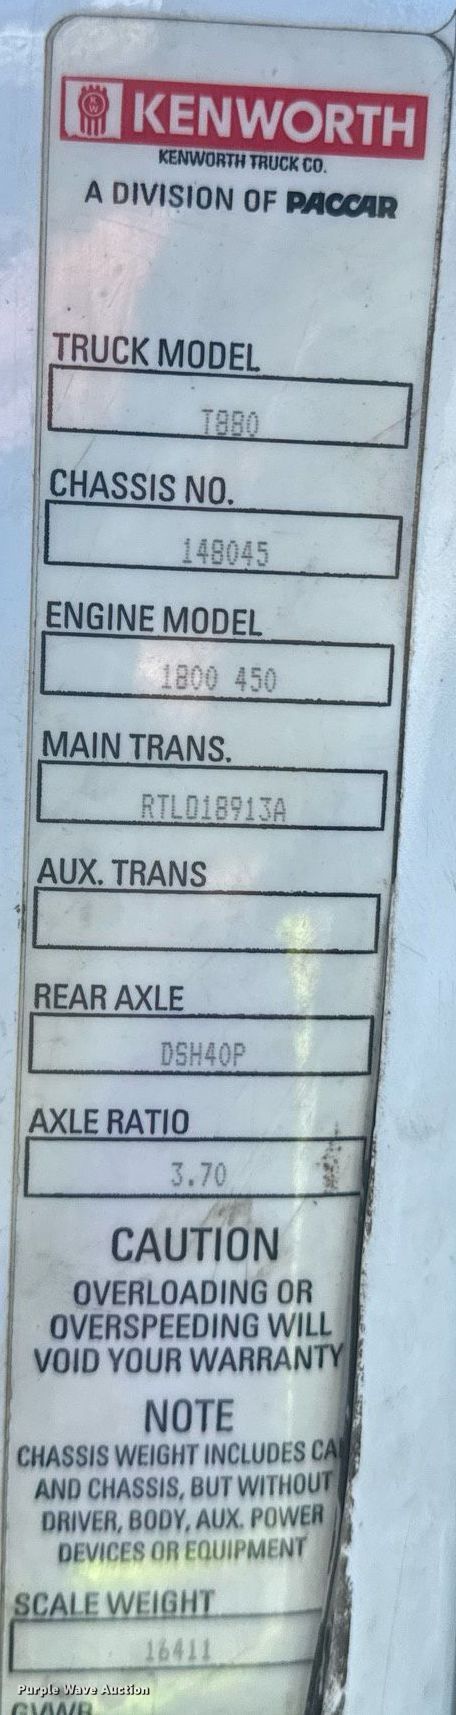 KW KENWORTH
KENWORTH TRUCK CO.
A DIVISION OF PACCAR
TRUCK MODEL
T880
CHASSIS NO.
148045
ENGINE MODEL
1800 450
MAIN TRANS.
RTLO18913A
AUX. TRANS
REAR AXLE
DSH40P
AXLE RATIO
3.70
CAUTION
OVERLOADING OR
OVERSPEEDING WILL
VOID YOUR WARRANTY
NOTE
CHASSIS WEIGHT INCLUDES CA
AND CHASSIS, BUT WITHOUT
DRIVER, BODY, AUX. POWER
DEVICES OR EQUIPMENT
SCALE WEIGHT
16411
Purple Wave Auction
GVWR